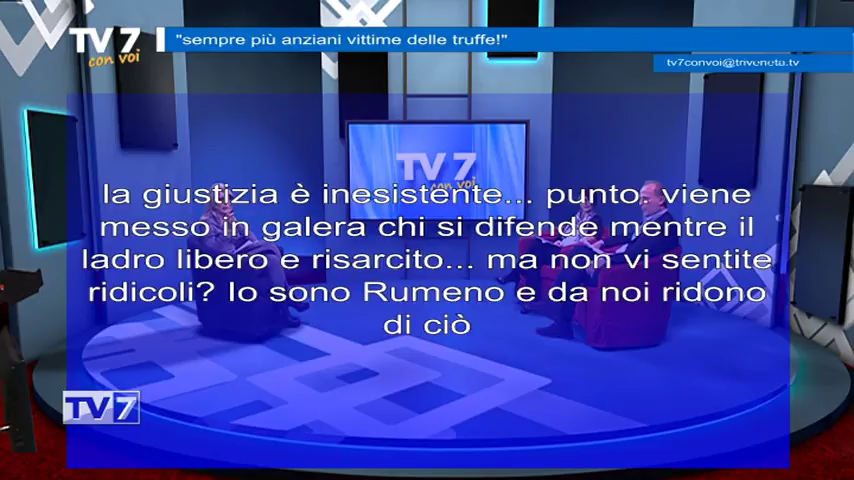 TV7
con voi
"sempre più anziani vittime delle truffe!"
tv7convoi@triveneta.tv
TV7
con voi
la giustizia è inesistente... punto. viene
messo in galera chi si difende mentre il
ladro libero e risarcito... ma non vi sentite
ridicoli? Io sono Rumeno e da noi ridono
di ciò
TV7